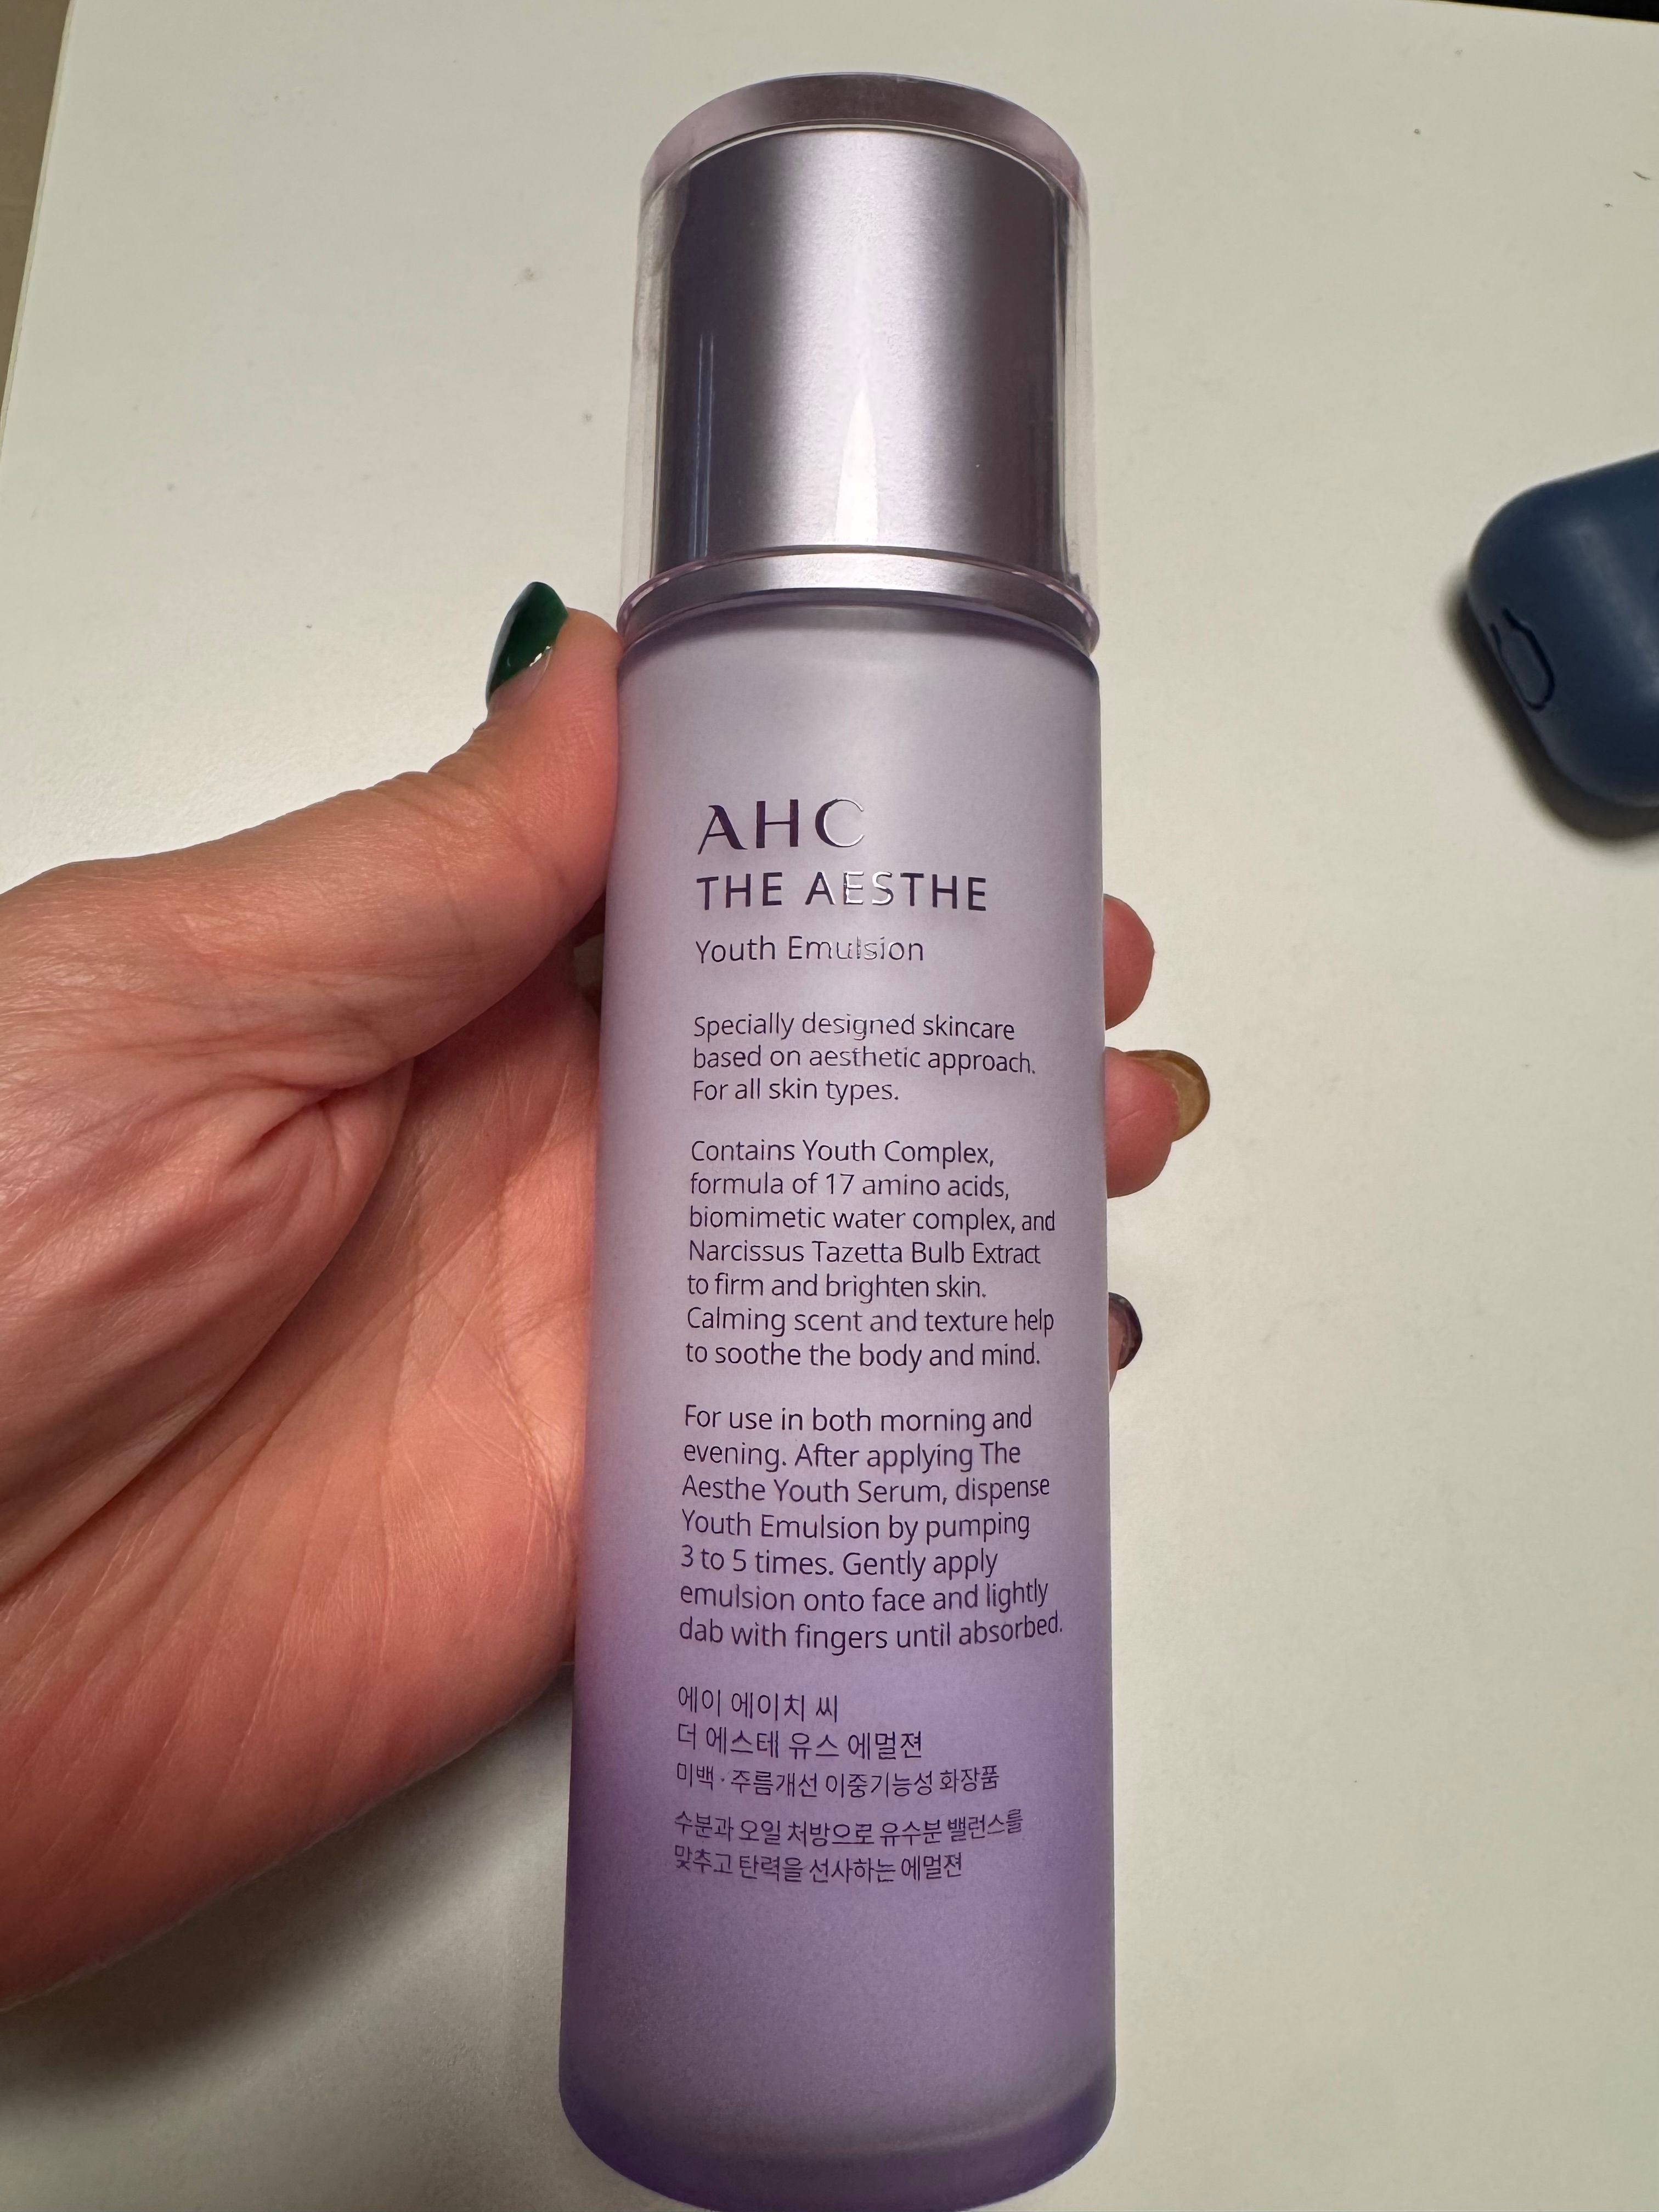 AHC
THE AESTHE
Youth Emulsion
Specially designed skincare
based on aesthetic approach.
For all skin types.
Contains Youth Complex,
formula of 17 amino acids,
biomimetic water complex, and
Narcissus Tazetta Bulb Extract
to firm and brighten skin.
Calming scent and texture help
to soothe the body and mind.
For use in both morning and
evening. After applying The
Aesthe Youth Serum, dispense
Youth Emulsion by pumping
3 to 5 times. Gently apply
emulsion onto face and lightly
dab with fingers until absorbed.
에이 에이치 씨
더 에스테 유스 에멀젼
미백·주름개선 이중기능성 화장품
수분과 오일 처방으로 유수분 밸런스를
맞추고 탄력을 선사하는 에멀젼